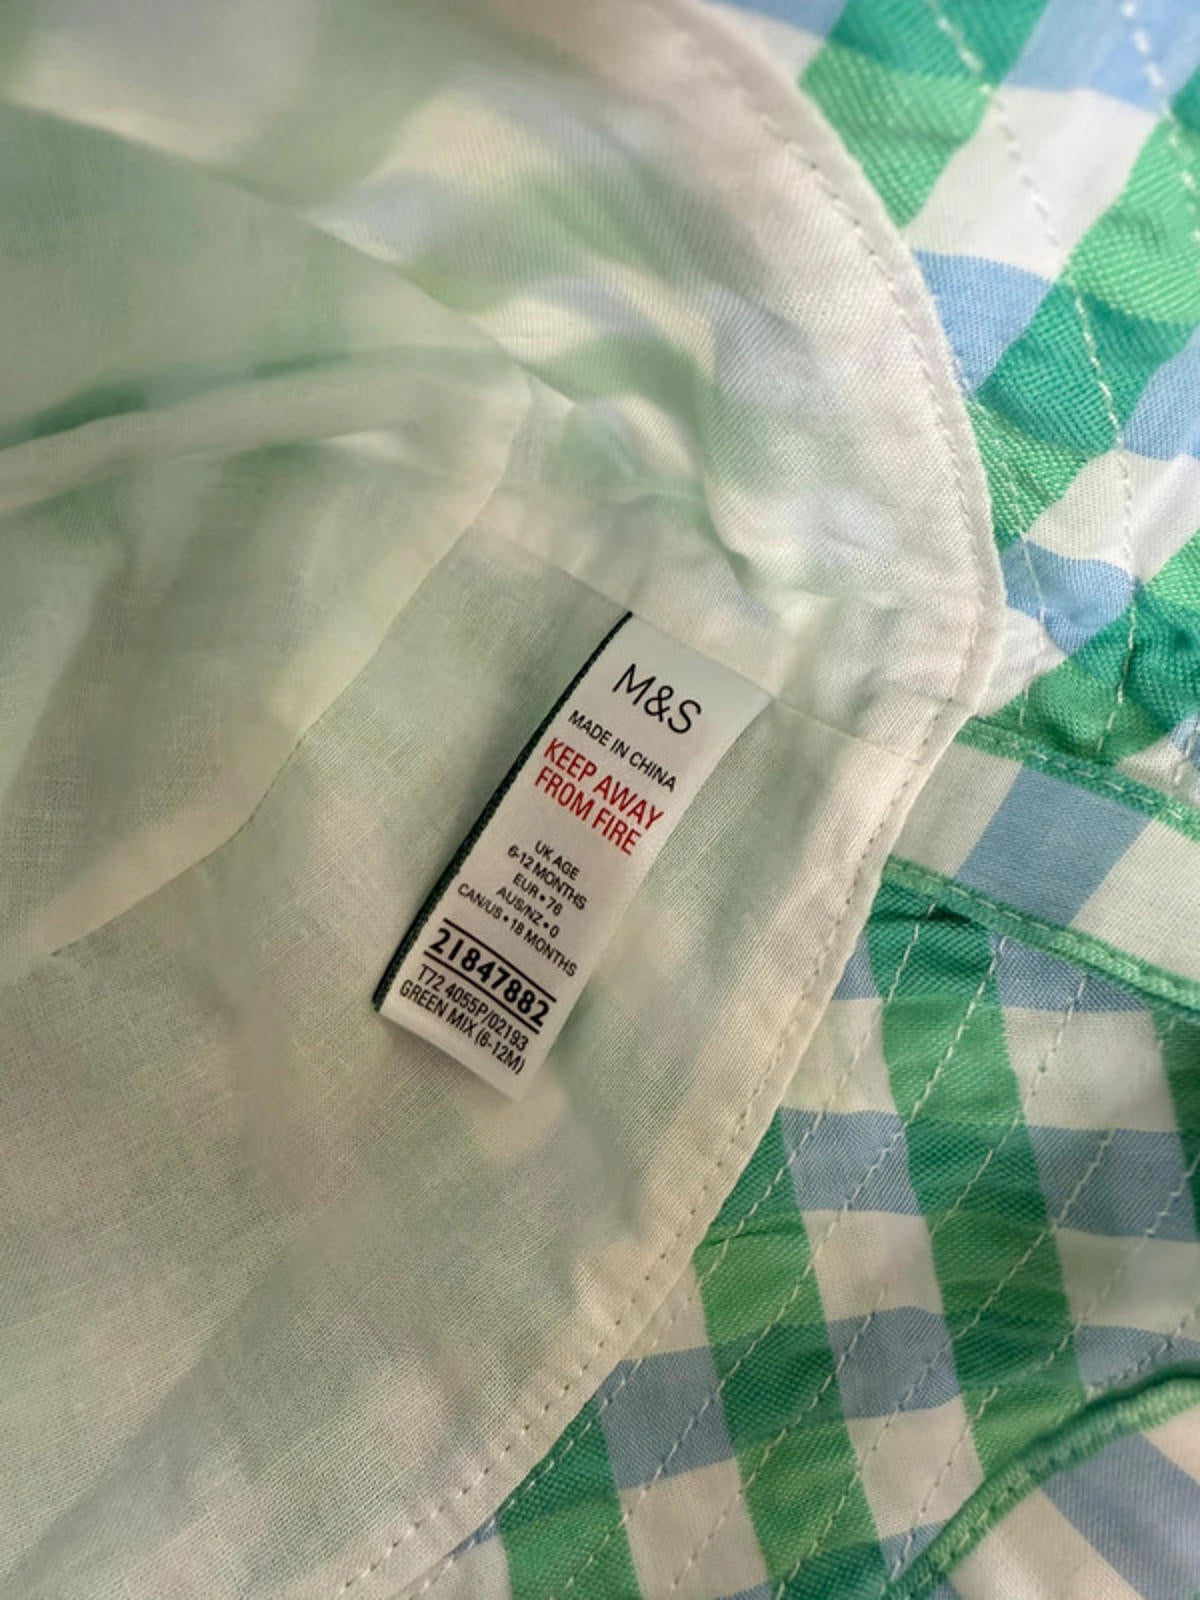 M&S
MADE IN CHINA
KEEP AWAY
FROM FIRE
UK AGE
6-12 MONTHS
EUR • 76
AUS/NZ • 0
CAN/US • 18 MONTHS
21847882
T72 4055P/02193
GREEN MIX (6-12M)